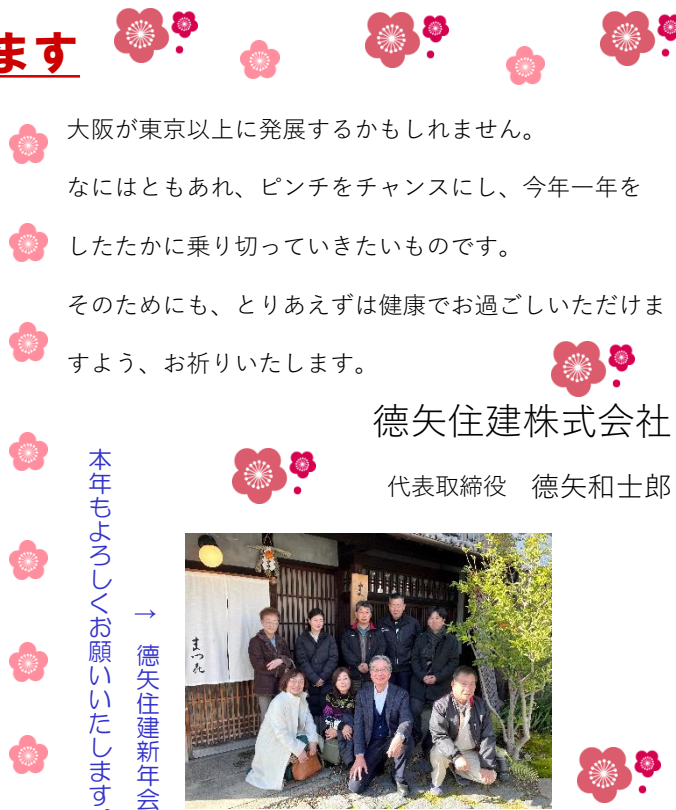 ます
大阪が東京以上に発展するかもしれません。
なにはともあれ、ピンチをチャンスにし、今年一年を
したたかに乗り切っていきたいものです。
そのためにも、とりあえずは健康でお過ごしいただけま
すよう、お祈りいたします。
德矢住建株式会社
代表取締役　德矢和士郎
→　德矢住建新年会
本年もよろしくお願いいたします。